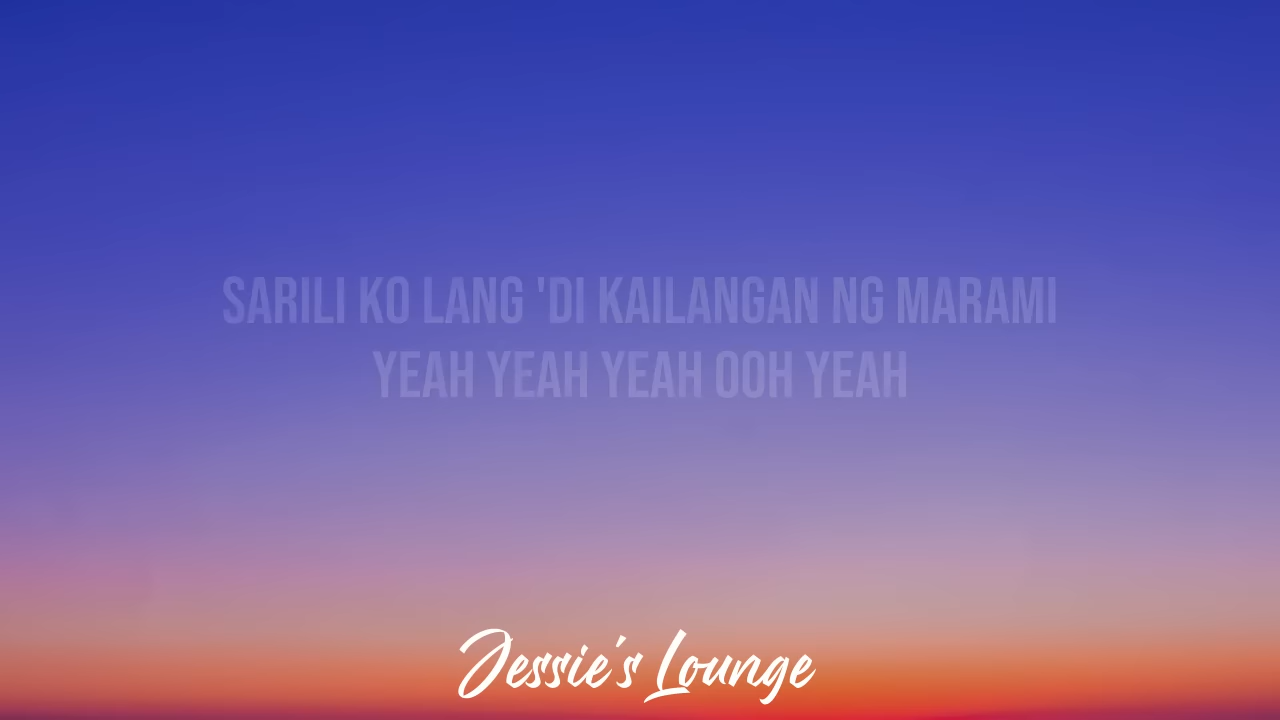 SARILI KO LANG 'DI KAILANGAN NG MARAMI
YEAH YEAH YEAH OOH YEAH
Jessie's Lounge